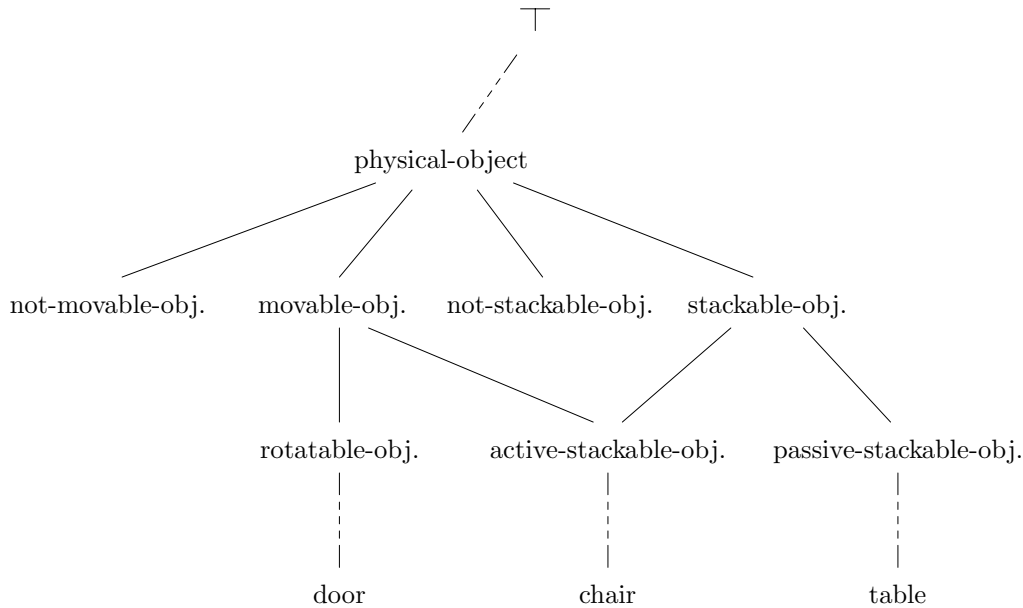 ⊤
physical-object
not-movable-obj. movable-obj. not-stackable-obj. stackable-obj.
rotatable-obj. active-stackable-obj. passive-stackable-obj.
door chair table